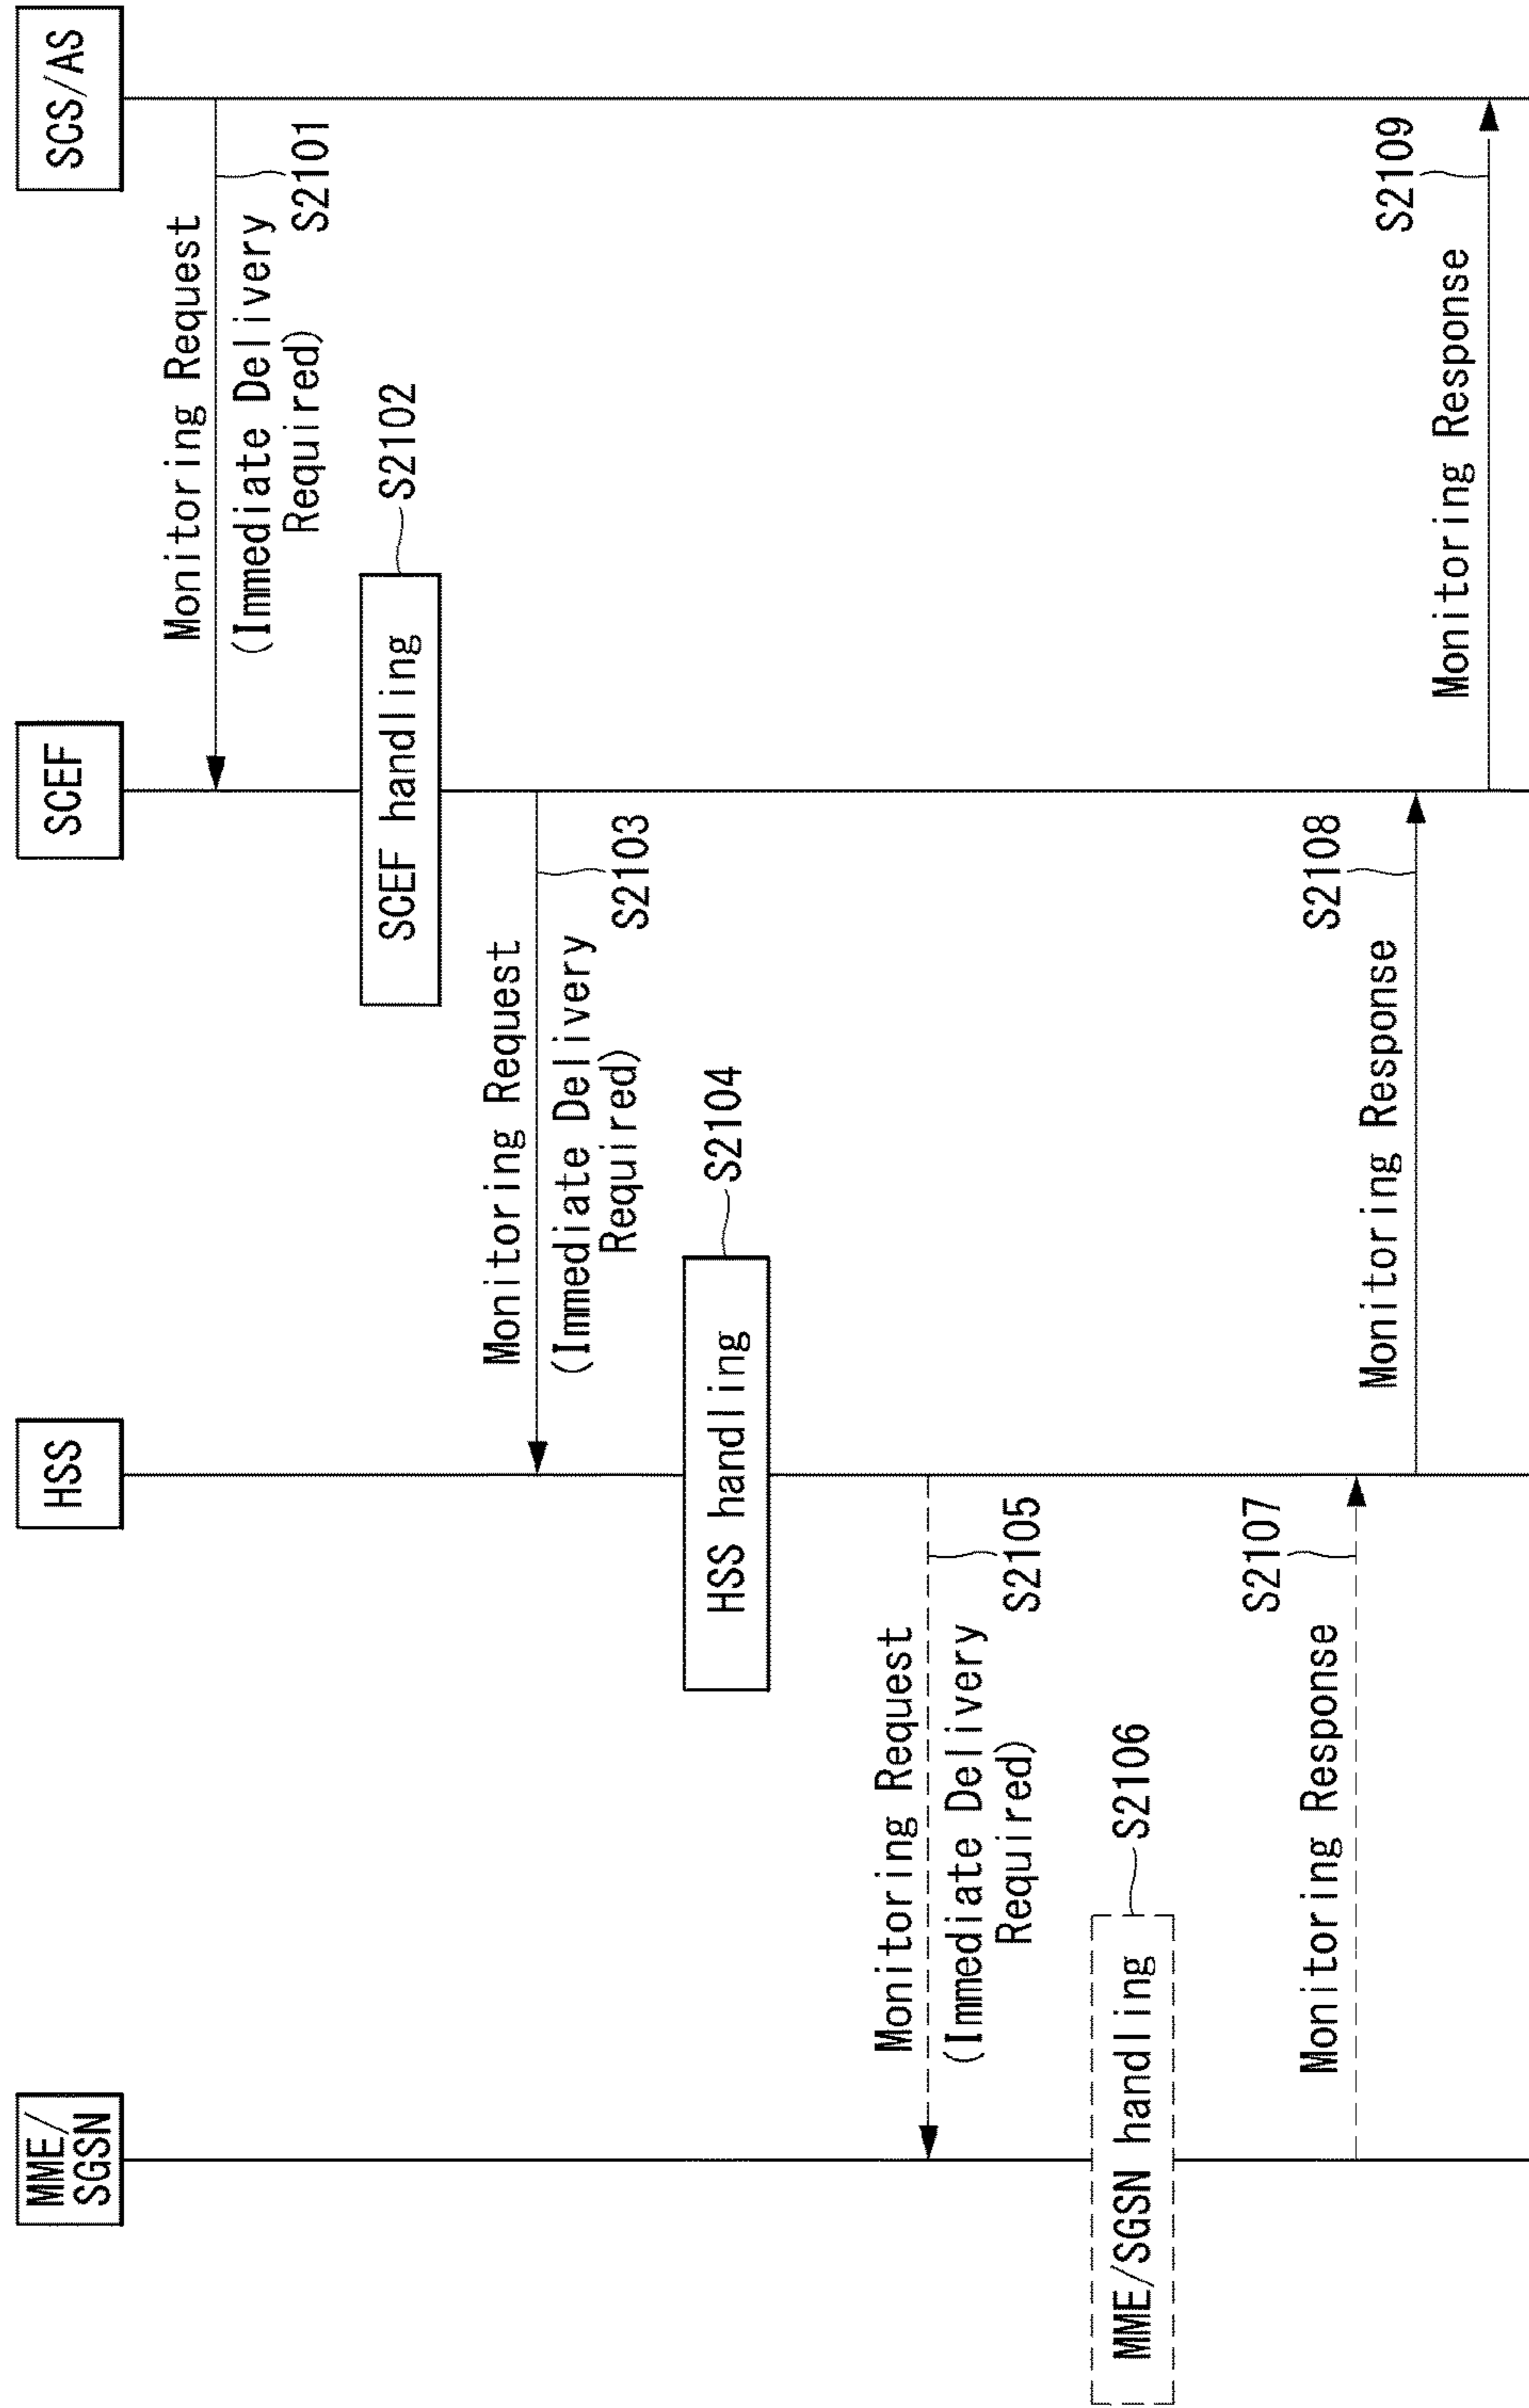 MME/
SGSN
HSS
SCEF
SCS/AS
Monitoring Request
(Immediate Delivery
Required)
S2101
SCEF handling
S2102
Monitoring Request
(Immediate Delivery
Required)
S2103
HSS handling
S2104
Monitoring Request
(Immediate Delivery
Required)
S2105
MME/SGSN handling
S2106
Monitoring Response
S2107
Monitoring Response
S2108
Monitoring Response
S2109